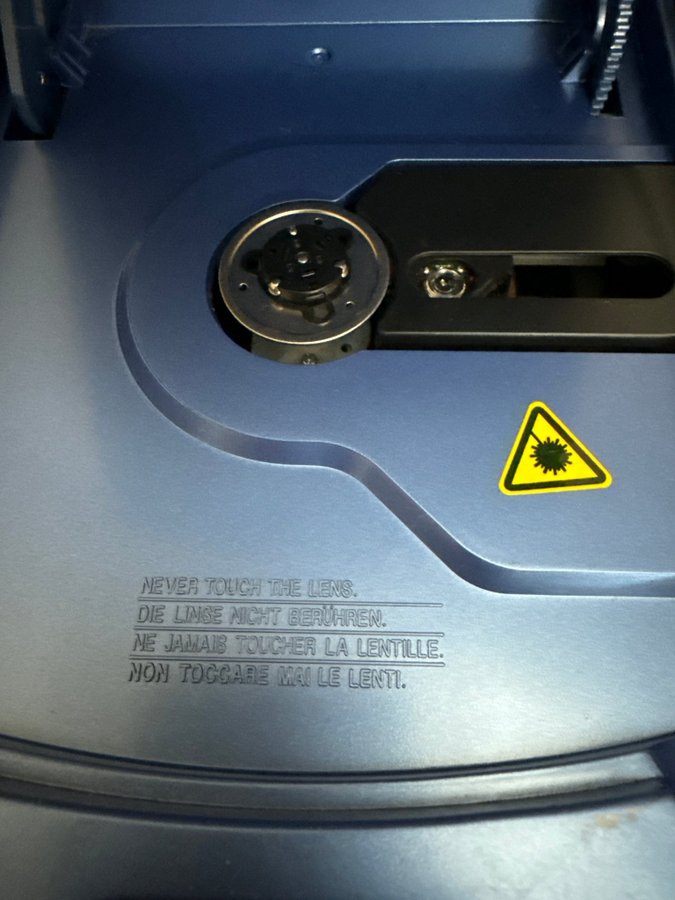 NEVER TOUCH THE LENS.
DIE LINSE NICHT BERÜHREN.
NE JAMAIS TOUCHER LA LENTILLE.
NON TOCCARE MAI LE LENTI.